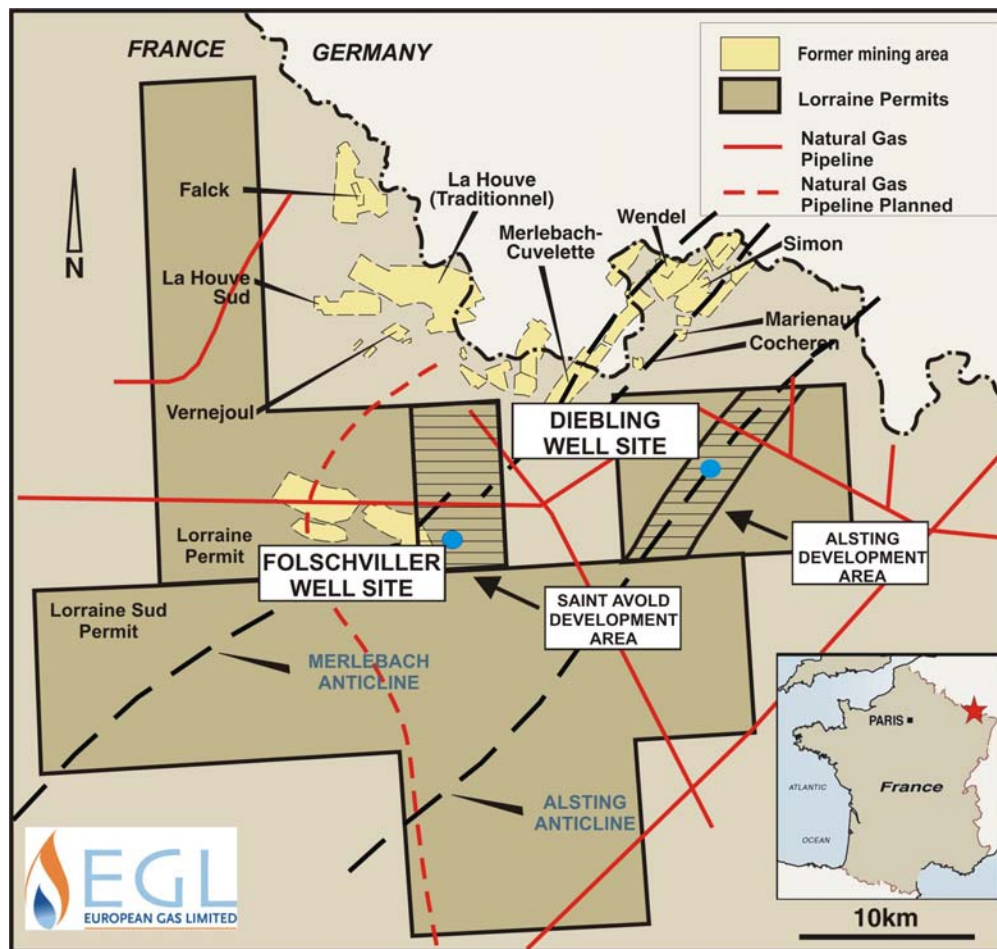 FRANCE
GERMANY
Former mining area
Lorraine Permits
Natural Gas
Pipeline
Natural Gas
Pipeline Planned
N
Falck
La Houve
(Traditionnel)
Merlebach-
Cuvelette
Wendel
Simon
La Houve
Sud
Marienau
Cocheren
Vernejoul
DIEBLING
WELL SITE
Lorraine
Permit
FOLSCHVILLER
WELL SITE
ALSTING
DEVELOPMENT
AREA
SAINT AVOLD
DEVELOPMENT
AREA
Lorraine Sud
Permit
MERLEBACH
ANTICLINE
ALSTING
ANTICLINE
PARIS
ATLANTIC
France
OCEAN
EGL
EUROPEAN GAS LIMITED
10km